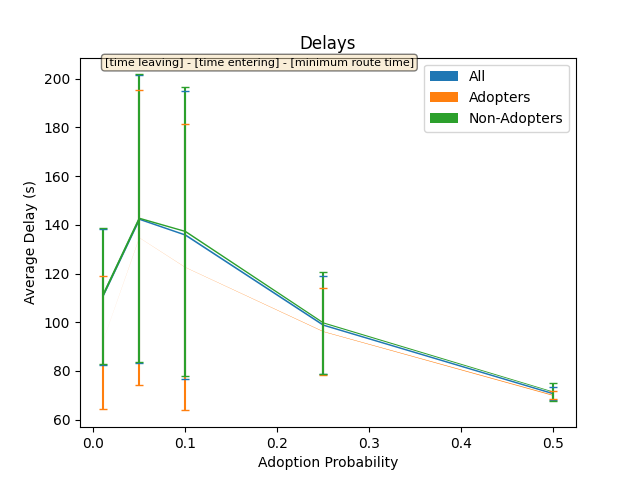 Delays
[time leaving] - [time entering] - [minimum route time]
All
Adopters
Non-Adopters
Average Delay (s)
200
180
160
140
120
100
80
60
0.0
0.1
0.2
0.3
0.4
0.5
Adoption Probability